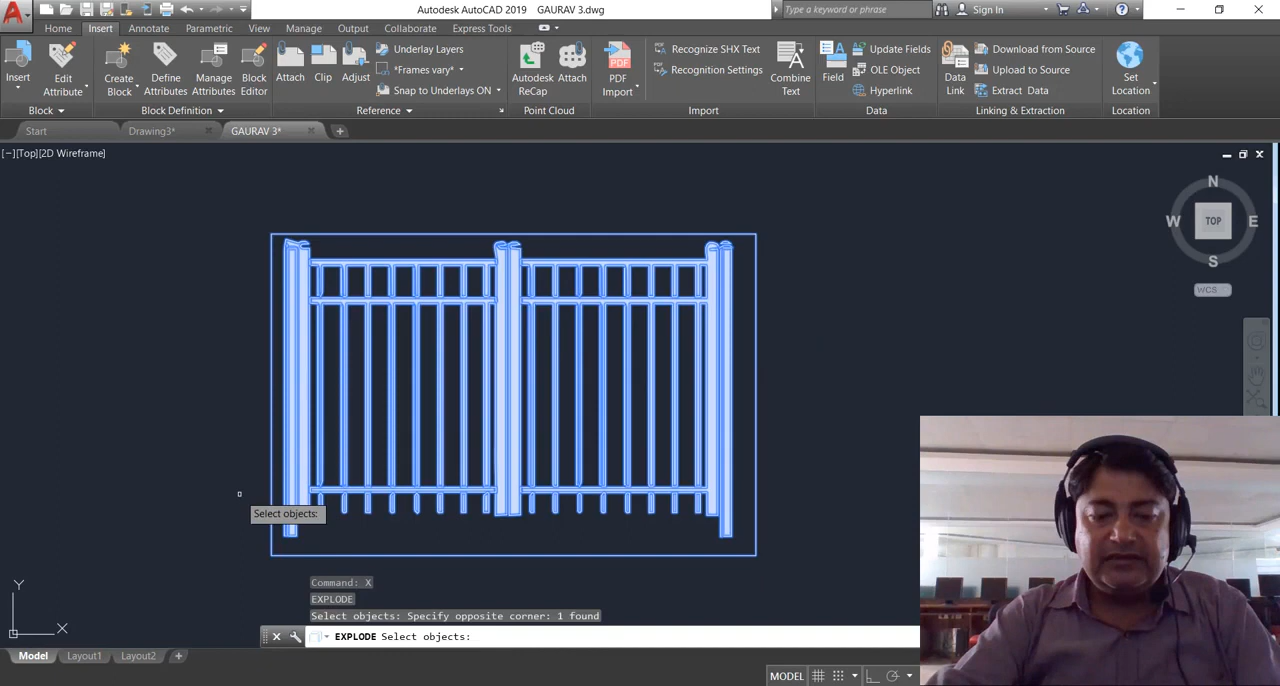 Autodesk AutoCAD 2019 GAURAV 3.dwg
Type a keyword or phrase
Sign In
Home Insert Annotate Parametric View Manage Output Collaborate Express Tools
Insert
Edit Attribute
Create Block
Define Attributes
Manage Attributes
Block Editor
Attach
Clip
Adjust
Underlay Layers
*Frames vary*
Snap to Underlays ON
Autodesk ReCap
Attach
PDF Import
Recognize SHX Text
Recognition Settings
Combine Text
Field
Update Fields
OLE Object
Hyperlink
Data Link
Download from Source
Upload to Source
Extract Data
Set Location
Block Block Definition Reference Point Cloud Import Data Linking & Extraction Location
Start Drawing3* GAURAV 3*
[−][Top][2D Wireframe]
N
W TOP E
S
WCS
Select objects:
Y
X
Command: X
EXPLODE
Select objects: Specify opposite corner: 1 found
EXPLODE Select objects:
Model Layout1 Layout2
MODEL